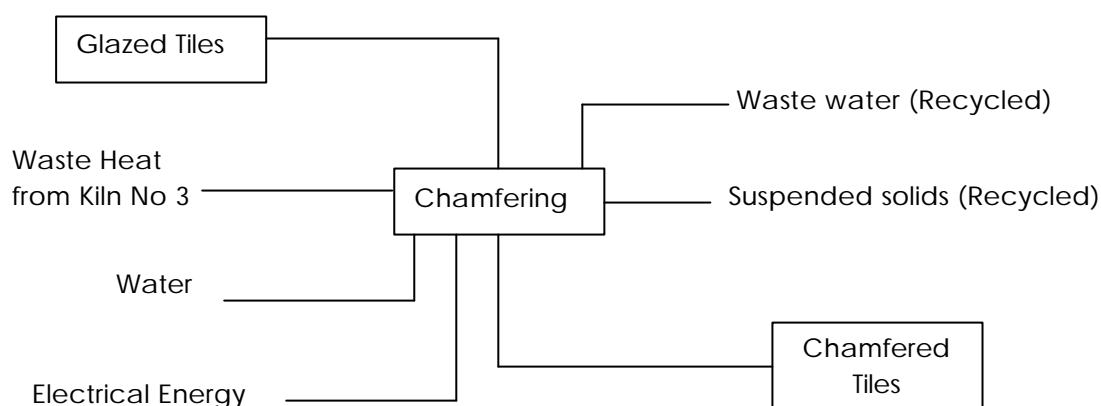 Glazed Tiles
Waste water (Recycled)
Waste Heat
from Kiln No 3
Chamfering
Suspended solids (Recycled)
Water
Chamfered
Tiles
Electrical Energy